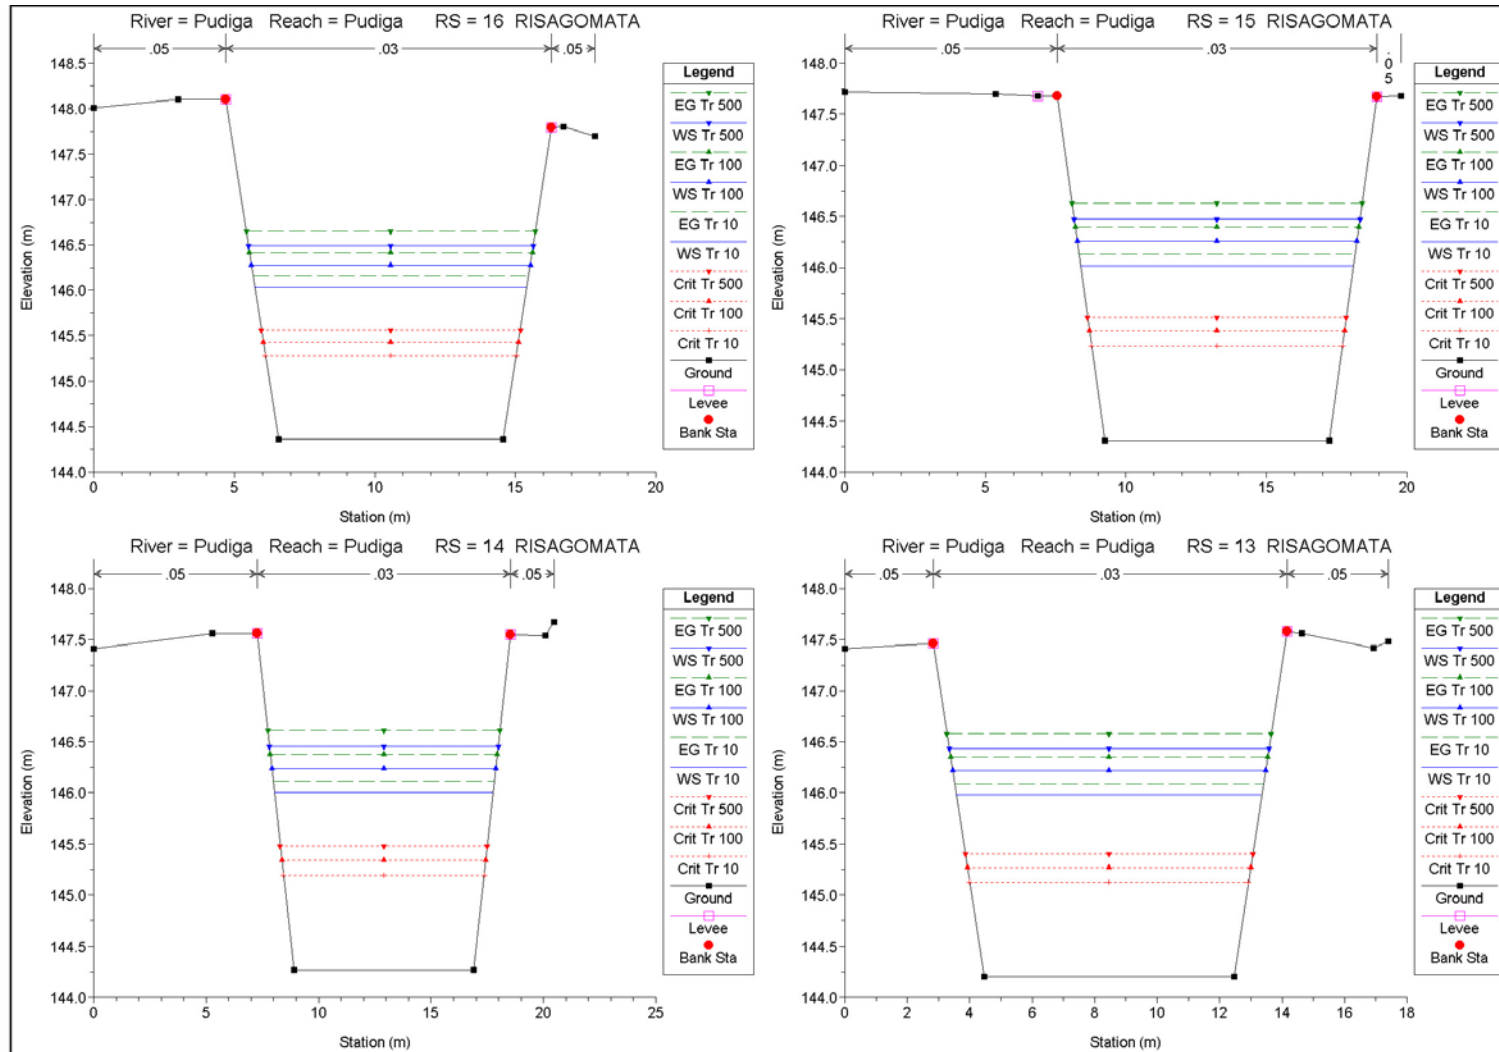 River = Pudiga Reach = Pudiga RS = 16 RISAGOMATA
.05 .03 .05
148.5
148.0
147.5
147.0
146.5
146.0
145.5
145.0
144.5
144.0
Elevation (m)
0 5 10 15 20
Station (m)
Legend
EG Tr 500
WS Tr 500
EG Tr 100
WS Tr 100
EG Tr 10
WS Tr 10
Crit Tr 500
Crit Tr 100
Crit Tr 10
Ground
Levee
Bank Sta
River = Pudiga Reach = Pudiga RS = 15 RISAGOMATA
.05 .03 .05
148.0
147.5
147.0
146.5
146.0
145.5
145.0
144.5
144.0
Elevation (m)
0 5 10 15 20
Station (m)
Legend
EG Tr 500
WS Tr 500
EG Tr 100
WS Tr 100
EG Tr 10
WS Tr 10
Crit Tr 500
Crit Tr 100
Crit Tr 10
Ground
Levee
Bank Sta
River = Pudiga Reach = Pudiga RS = 14 RISAGOMATA
.05 .03 .05
148.0
147.5
147.0
146.5
146.0
145.5
145.0
144.5
144.0
Elevation (m)
0 5 10 15 20 25
Station (m)
Legend
EG Tr 500
WS Tr 500
EG Tr 100
WS Tr 100
EG Tr 10
WS Tr 10
Crit Tr 500
Crit Tr 100
Crit Tr 10
Ground
Levee
Bank Sta
River = Pudiga Reach = Pudiga RS = 13 RISAGOMATA
.05 .03 .05
148.0
147.5
147.0
146.5
146.0
145.5
145.0
144.5
144.0
Elevation (m)
0 2 4 6 8 10 12 14 16 18
Station (m)
Legend
EG Tr 500
WS Tr 500
EG Tr 100
WS Tr 100
EG Tr 10
WS Tr 10
Crit Tr 500
Crit Tr 100
Crit Tr 10
Ground
Levee
Bank Sta